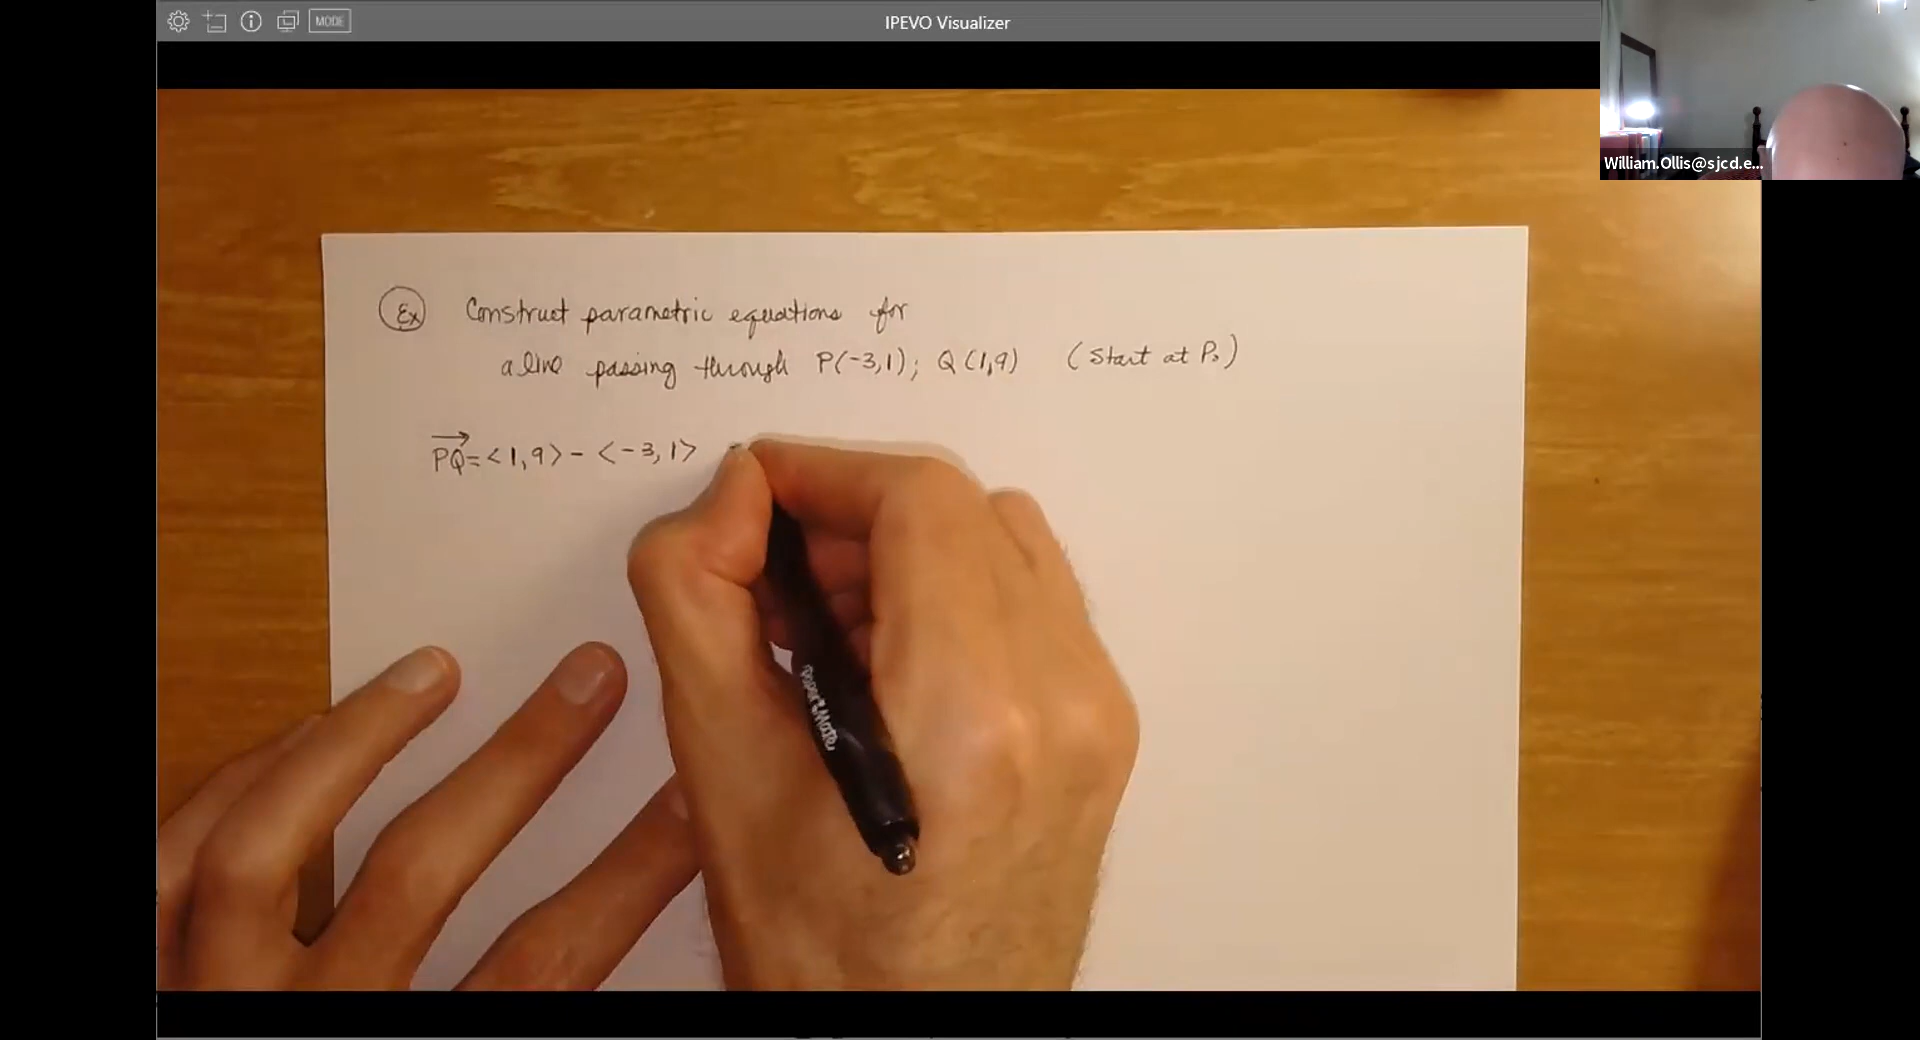 MODE
IPEVO Visualizer
William.Ollis@sjcd.e...
Ex Construct parametric equations for
a line passing through P(-3,1); Q(1,9) (Start at P.)
PQ = <1,9> - <-3,1>
PaperMate